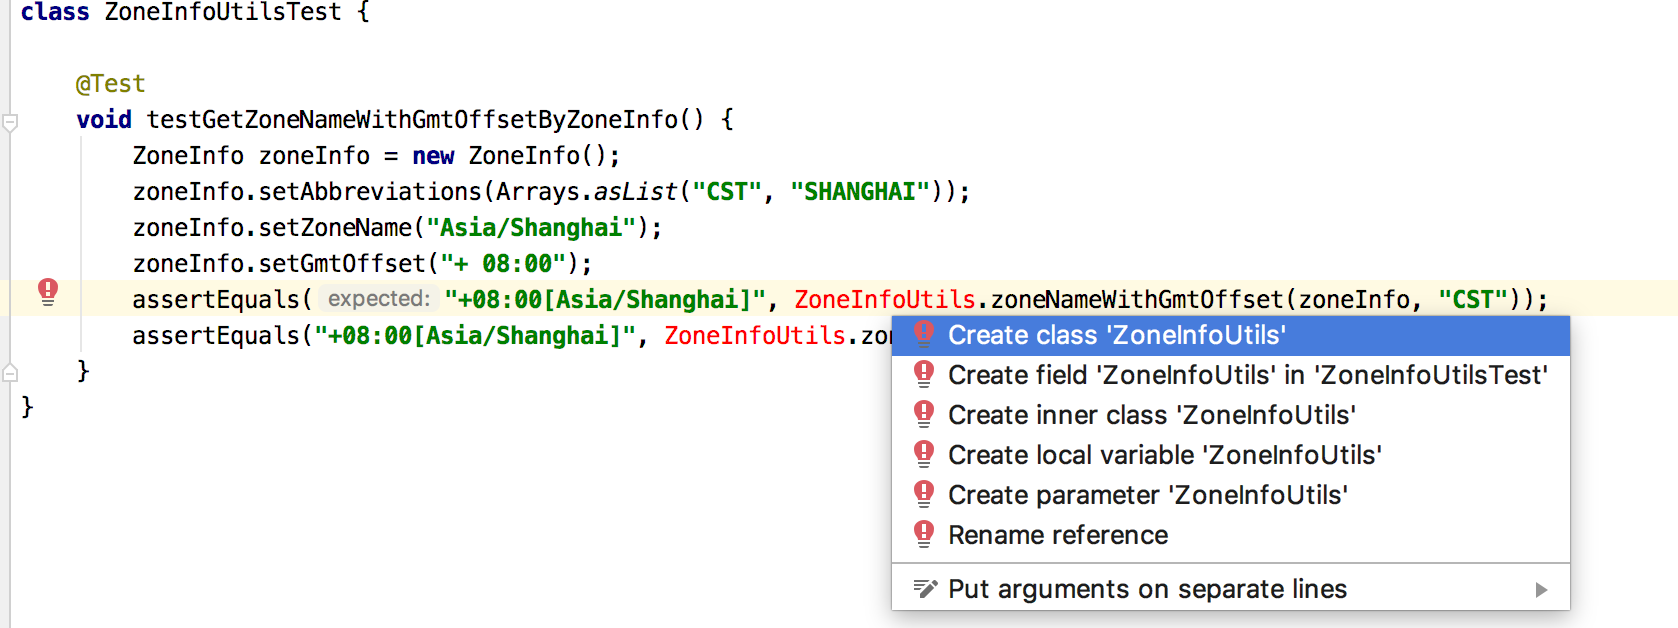 class ZoneInfoUtilsTest {
@Test
void testGetZoneNameWithGmtOffsetByZoneInfo() {
ZoneInfo zoneInfo = new ZoneInfo();
zoneInfo.setAbbreviations(Arrays.asList("CST", "SHANGHAI"));
zoneInfo.setZoneName("Asia/Shanghai");
zoneInfo.setGmtOffset("+ 08:00");
assertEquals( expected: "+08:00[Asia/Shanghai]", ZoneInfoUtils.zoneNameWithGmtOffset(zoneInfo, "CST"));
assertEquals("+08:00[Asia/Shanghai]", ZoneInfoUtils.zon
}
}
Create class 'ZoneInfoUtils'
Create field 'ZoneInfoUtils' in 'ZoneInfoUtilsTest'
Create inner class 'ZoneInfoUtils'
Create local variable 'ZoneInfoUtils'
Create parameter 'ZoneInfoUtils'
Rename reference
Put arguments on separate lines